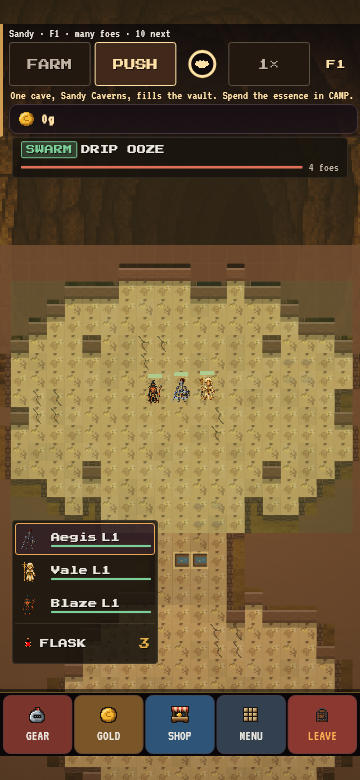 Sandy · F1 · many foes · 10 next
FARM
PUSH
1×
F1
One cave, Sandy Caverns, fills the vault. Spend the essence in CAMP.
0g
SWARM DRIP OOZE
4 foes
Aegis L1
Vale L1
Blaze L1
FLASK 3
GEAR
GOLD
SHOP
MENU
LEAVE